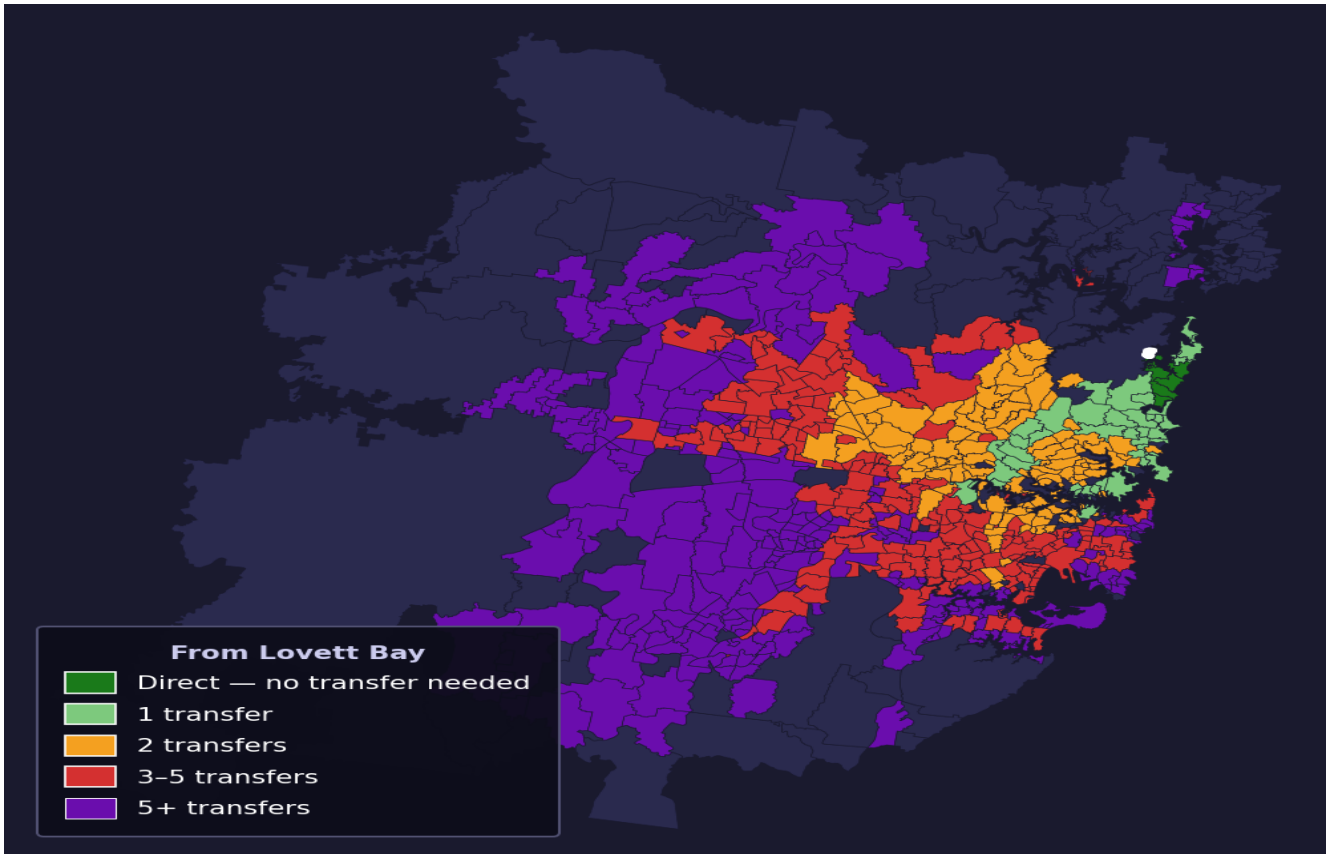 From Lovett Bay
Direct — no transfer needed
1 transfer
2 transfers
3–5 transfers
5+ transfers